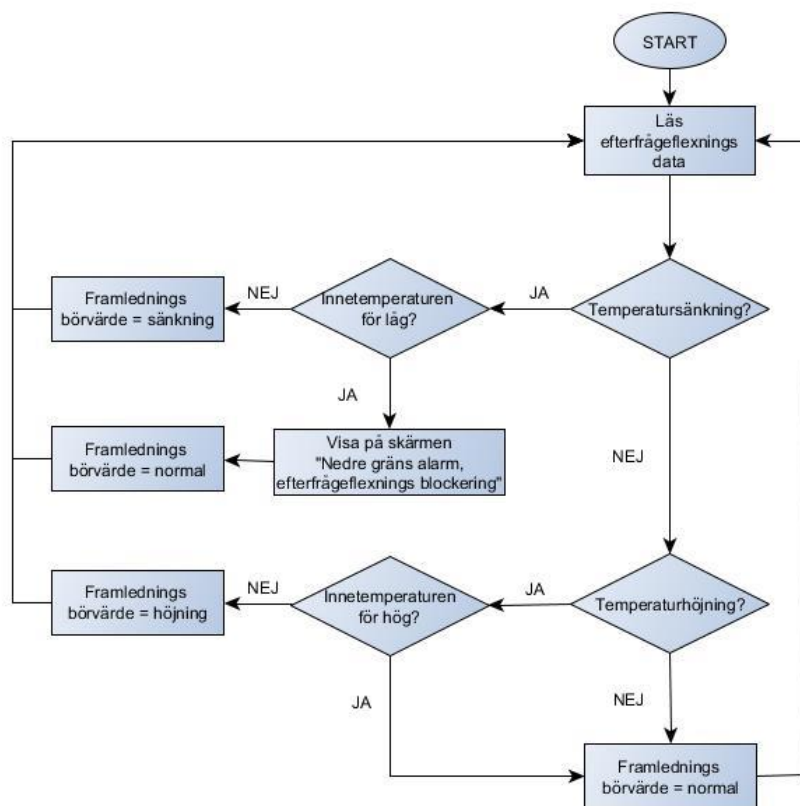 START
Läs
efterfrågeflexnings
data
Temperatursänkning?
JA
Innetemperaturen
för låg?
NEJ
Framlednings
börvärde = sänkning
JA
Visa på skärmen
"Nedre gräns alarm,
efterfrågeflexnings blockering"
Framlednings
börvärde = normal
NEJ
Temperaturhöjning?
JA
Innetemperaturen
för hög?
NEJ
Framlednings
börvärde = höjning
JA
NEJ
Framlednings
börvärde = normal